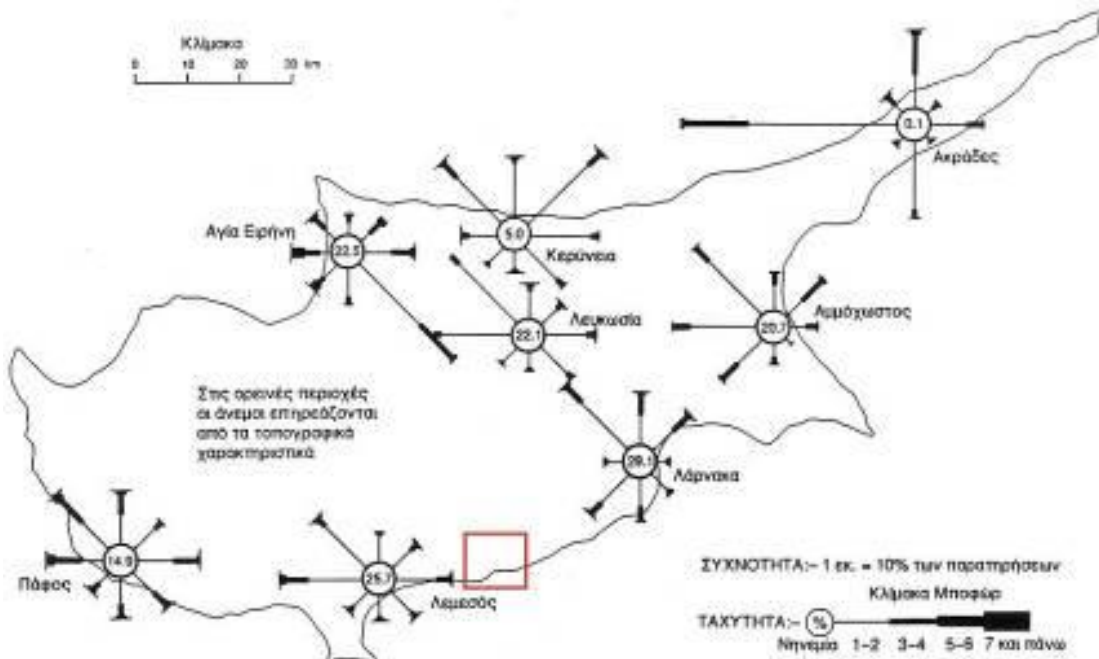 Κλίμακα
0 10 20 30 km
0.1
Ακράδες
5.0
Κερύνεια
Αγία Ειρήνη
22.5
Λευκωσία
22.1
Αμμόχωστος
20.7
Στις ορεινές περιοχές
οι άνεμοι επηρεάζονται
από τα τοπογραφικά
χαρακτηριστικά
29.1
Λάρνακα
14.9
Πάφος
25.7
Λεμεσός
ΣΥΧΝΟΤΗΤΑ:– 1 εκ. = 10% των παρατηρήσεων
Κλίμακα Μποφώρ
ΤΑΧΥΤΗΤΑ:– %
Νηνεμία 1–2 3–4 5–6 7 και πάνω